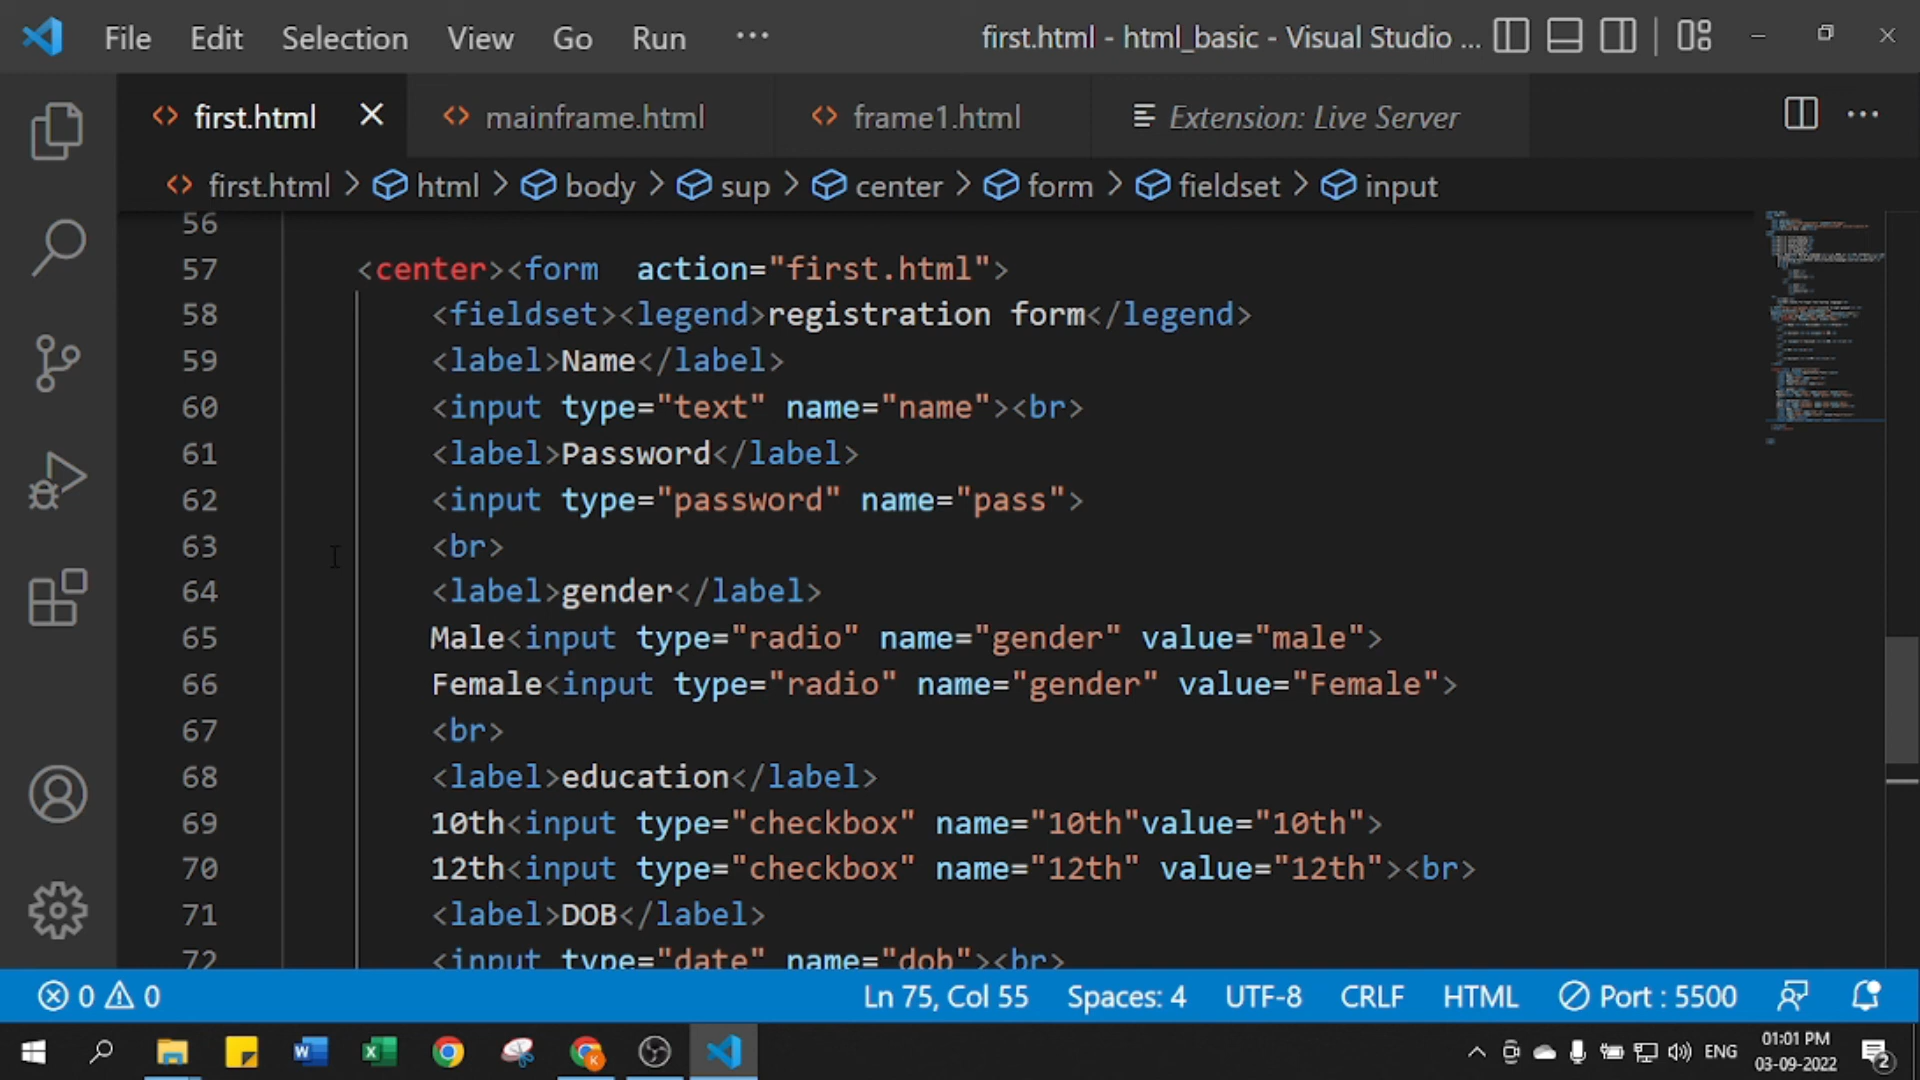 File Edit Selection View Go Run ··· first.html - html_basic - Visual Studio ...
first.html mainframe.html frame1.html Extension: Live Server
first.html > html > body > sup > center > form > fieldset > input
56
57 <center><form  action="first.html">
58 <fieldset><legend>registration form</legend>
59 <label>Name</label>
60 <input type="text" name="name"><br>
61 <label>Password</label>
62 <input type="password" name="pass">
63 <br>
64 <label>gender</label>
65 Male<input type="radio" name="gender" value="male">
66 Female<input type="radio" name="gender" value="Female">
67 <br>
68 <label>education</label>
69 10th<input type="checkbox" name="10th"value="10th">
70 12th<input type="checkbox" name="12th" value="12th"><br>
71 <label>DOB</label>
72 <input type="date" name="dob"><br>
0 0 Ln 75, Col 55 Spaces: 4 UTF-8 CRLF HTML Port : 5500
ENG 01:01 PM
03-09-2022 2